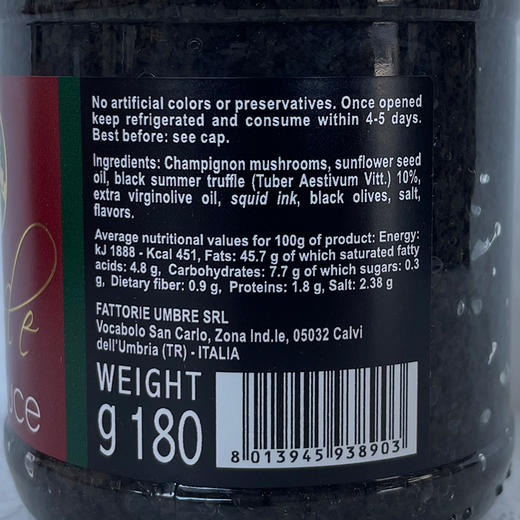 No artificial colors or preservatives. Once opened
keep refrigerated and consume within 4-5 days.
Best before: see cap.
Ingredients: Champignon mushrooms, sunflower seed
oil, black summer truffle (Tuber Aestivum Vitt.) 10%,
extra virginolive oil, squid ink, black olives, salt,
flavors.
Average nutritional values for 100g of product: Energy:
kJ 1888 - Kcal 451, Fats: 45.7 g of which saturated fatty
acids: 4.8 g, Carbohydrates: 7.7 g of which sugars: 0.3
g, Dietary fiber: 0.9 g, Proteins: 1.8 g, Salt: 2.38 g
FATTORIE UMBRE SRL
Vocabolo San Carlo, Zona Ind.le, 05032 Calvi
dell'Umbria (TR) - ITALIA
WEIGHT
g 180
8 013945 938903